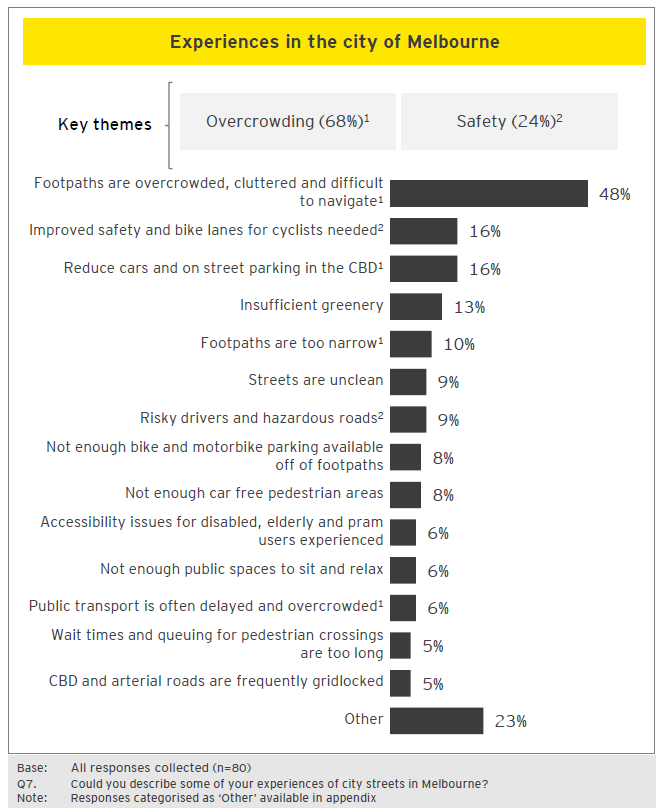 Experiences in the city of Melbourne
Key themes
Overcrowding (68%)¹
Safety (24%)²
Footpaths are overcrowded, cluttered and difficult
to navigate¹
48%
Improved safety and bike lanes for cyclists needed²
16%
Reduce cars and on street parking in the CBD¹
16%
Insufficient greenery
13%
Footpaths are too narrow¹
10%
Streets are unclean
9%
Risky drivers and hazardous roads²
9%
Not enough bike and motorbike parking available
off of footpaths
8%
Not enough car free pedestrian areas
8%
Accessibility issues for disabled, elderly and pram
users experienced
6%
Not enough public spaces to sit and relax
6%
Public transport is often delayed and overcrowded¹
6%
Wait times and queuing for pedestrian crossings
are too long
5%
CBD and arterial roads are frequently gridlocked
5%
Other
23%
Base: All responses collected (n=80)
Q7. Could you describe some of your experiences of city streets in Melbourne?
Note: Responses categorised as ‘Other’ available in appendix